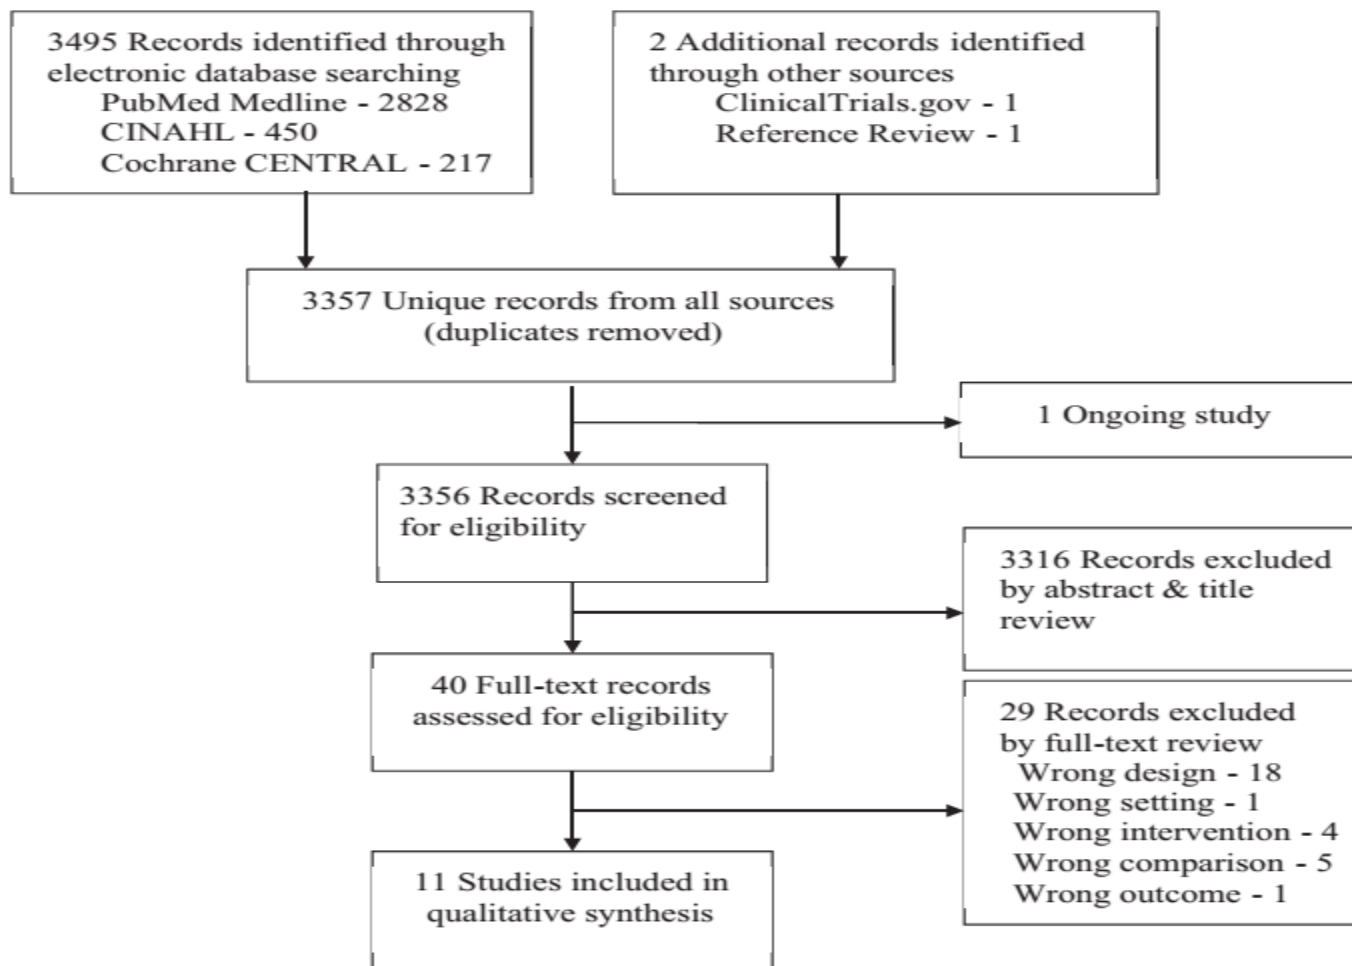 3495 Records identified through
electronic database searching
PubMed Medline - 2828
CINAHL - 450
Cochrane CENTRAL - 217
2 Additional records identified
through other sources
ClinicalTrials.gov - 1
Reference Review - 1
3357 Unique records from all sources
(duplicates removed)
1 Ongoing study
3356 Records screened
for eligibility
3316 Records excluded
by abstract & title
review
40 Full-text records
assessed for eligibility
29 Records excluded
by full-text review
Wrong design - 18
Wrong setting - 1
Wrong intervention - 4
Wrong comparison - 5
Wrong outcome - 1
11 Studies included in
qualitative synthesis